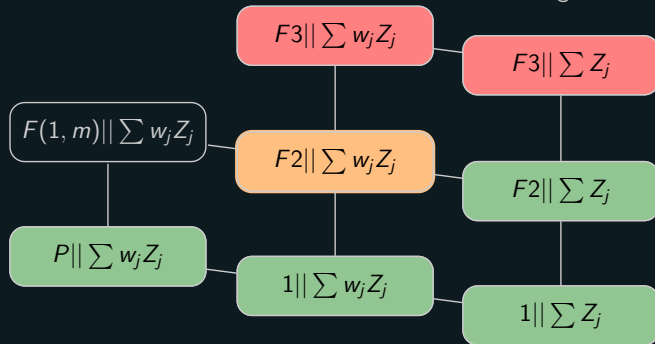 F3|| ∑ w_jZ_j
F3|| ∑ Z_j
F(1, m)|| ∑ w_jZ_j
F2|| ∑ w_jZ_j
F2|| ∑ Z_j
P|| ∑ w_jZ_j
1|| ∑ w_jZ_j
1|| ∑ Z_j